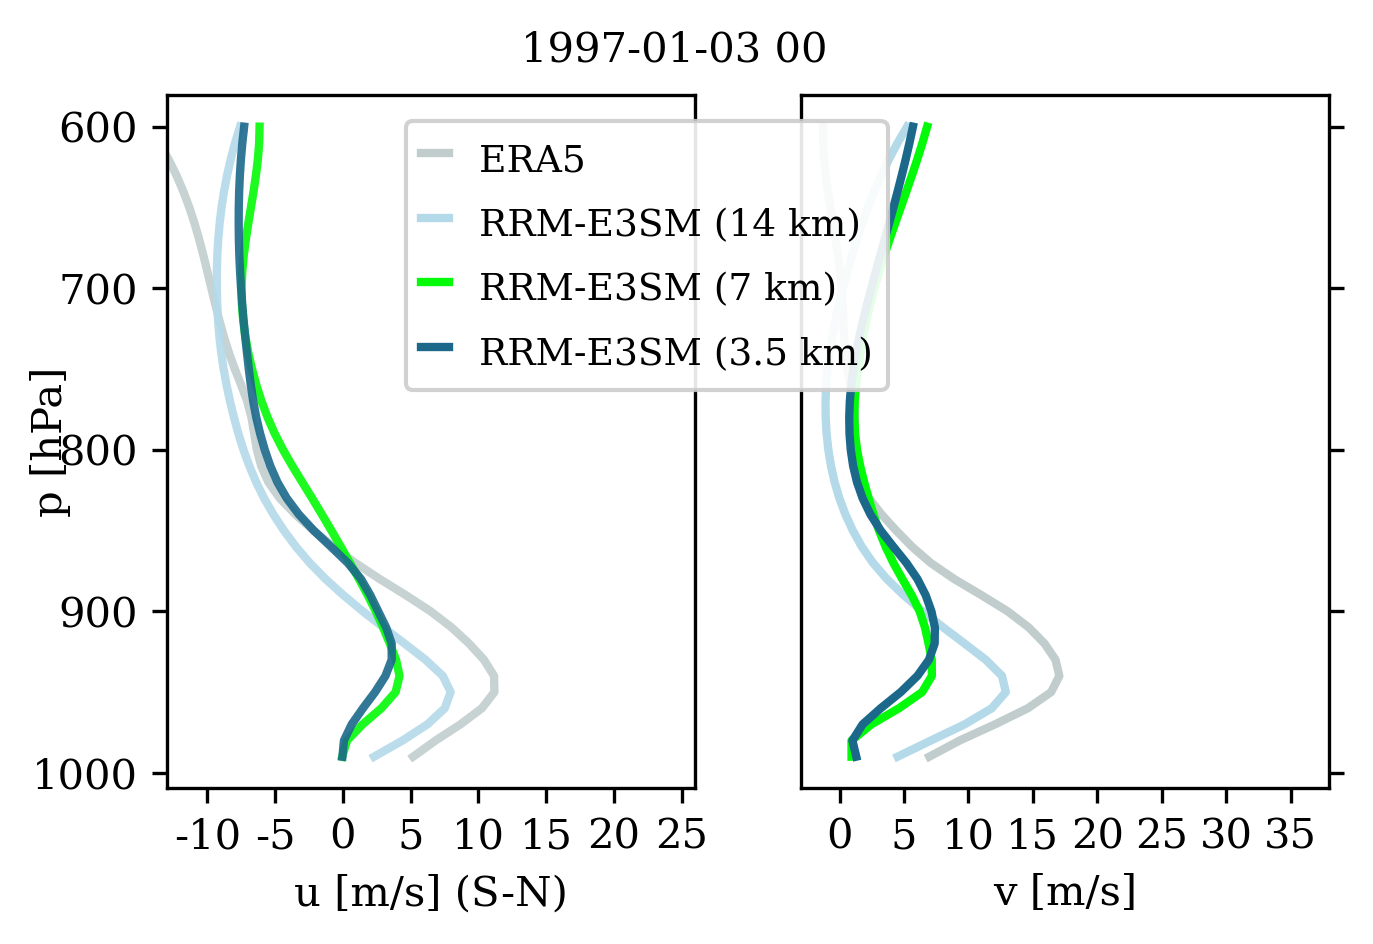 1997-01-03 00
ERA5
RRM-E3SM (14 km)
RRM-E3SM (7 km)
RRM-E3SM (3.5 km)
p [hPa]
600
700
800
900
1000
-10 -5 0 5 10 15 20 25
u [m/s] (S-N)
0 5 10 15 20 25 30 35
v [m/s]